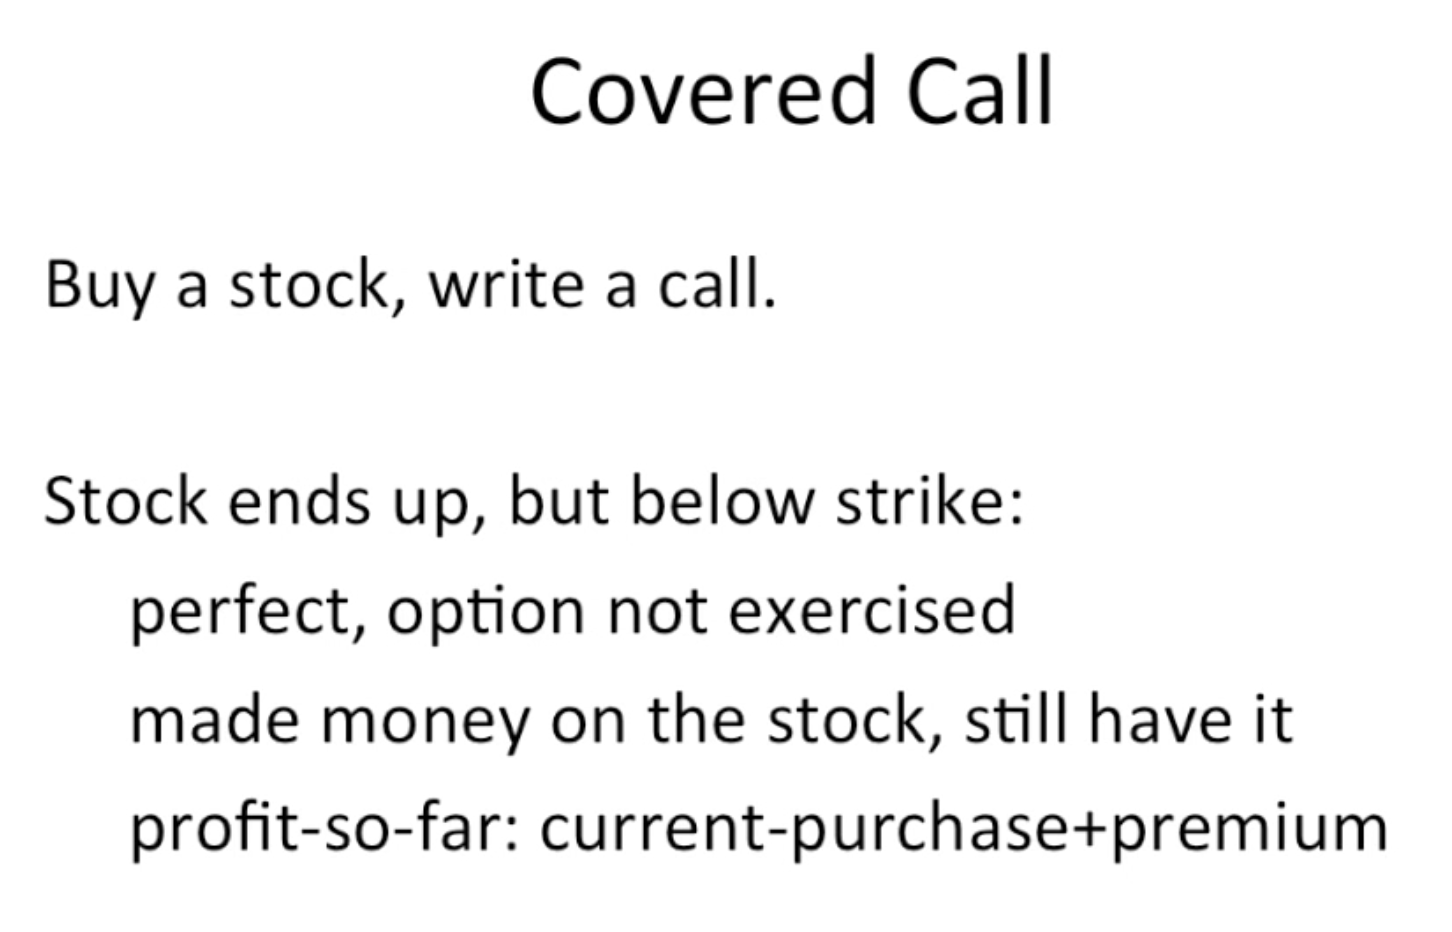 Covered Call
Buy a stock, write a call.
Stock ends up, but below strike:
perfect, option not exercised
made money on the stock, still have it
profit-so-far: current-purchase+premium